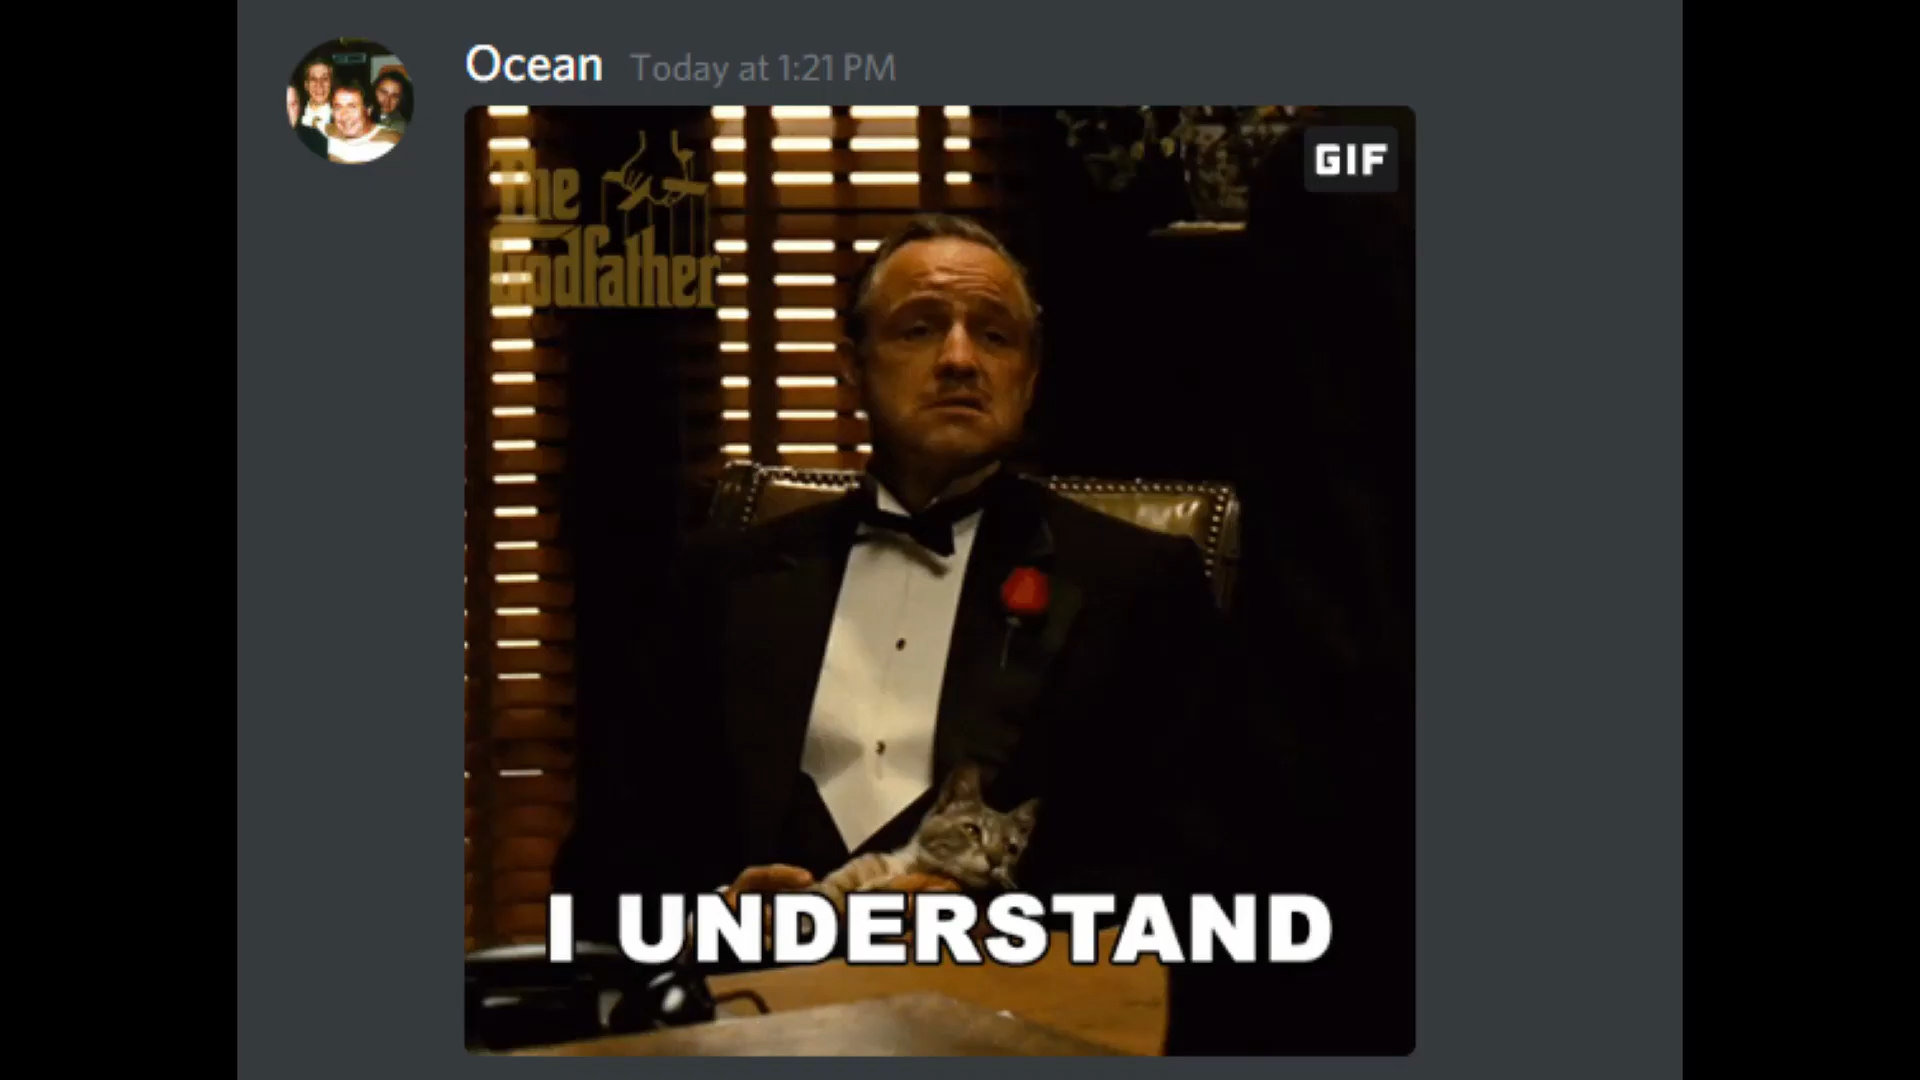 Ocean Today at 1:21 PM
GIF
The
Godfather
I UNDERSTAND